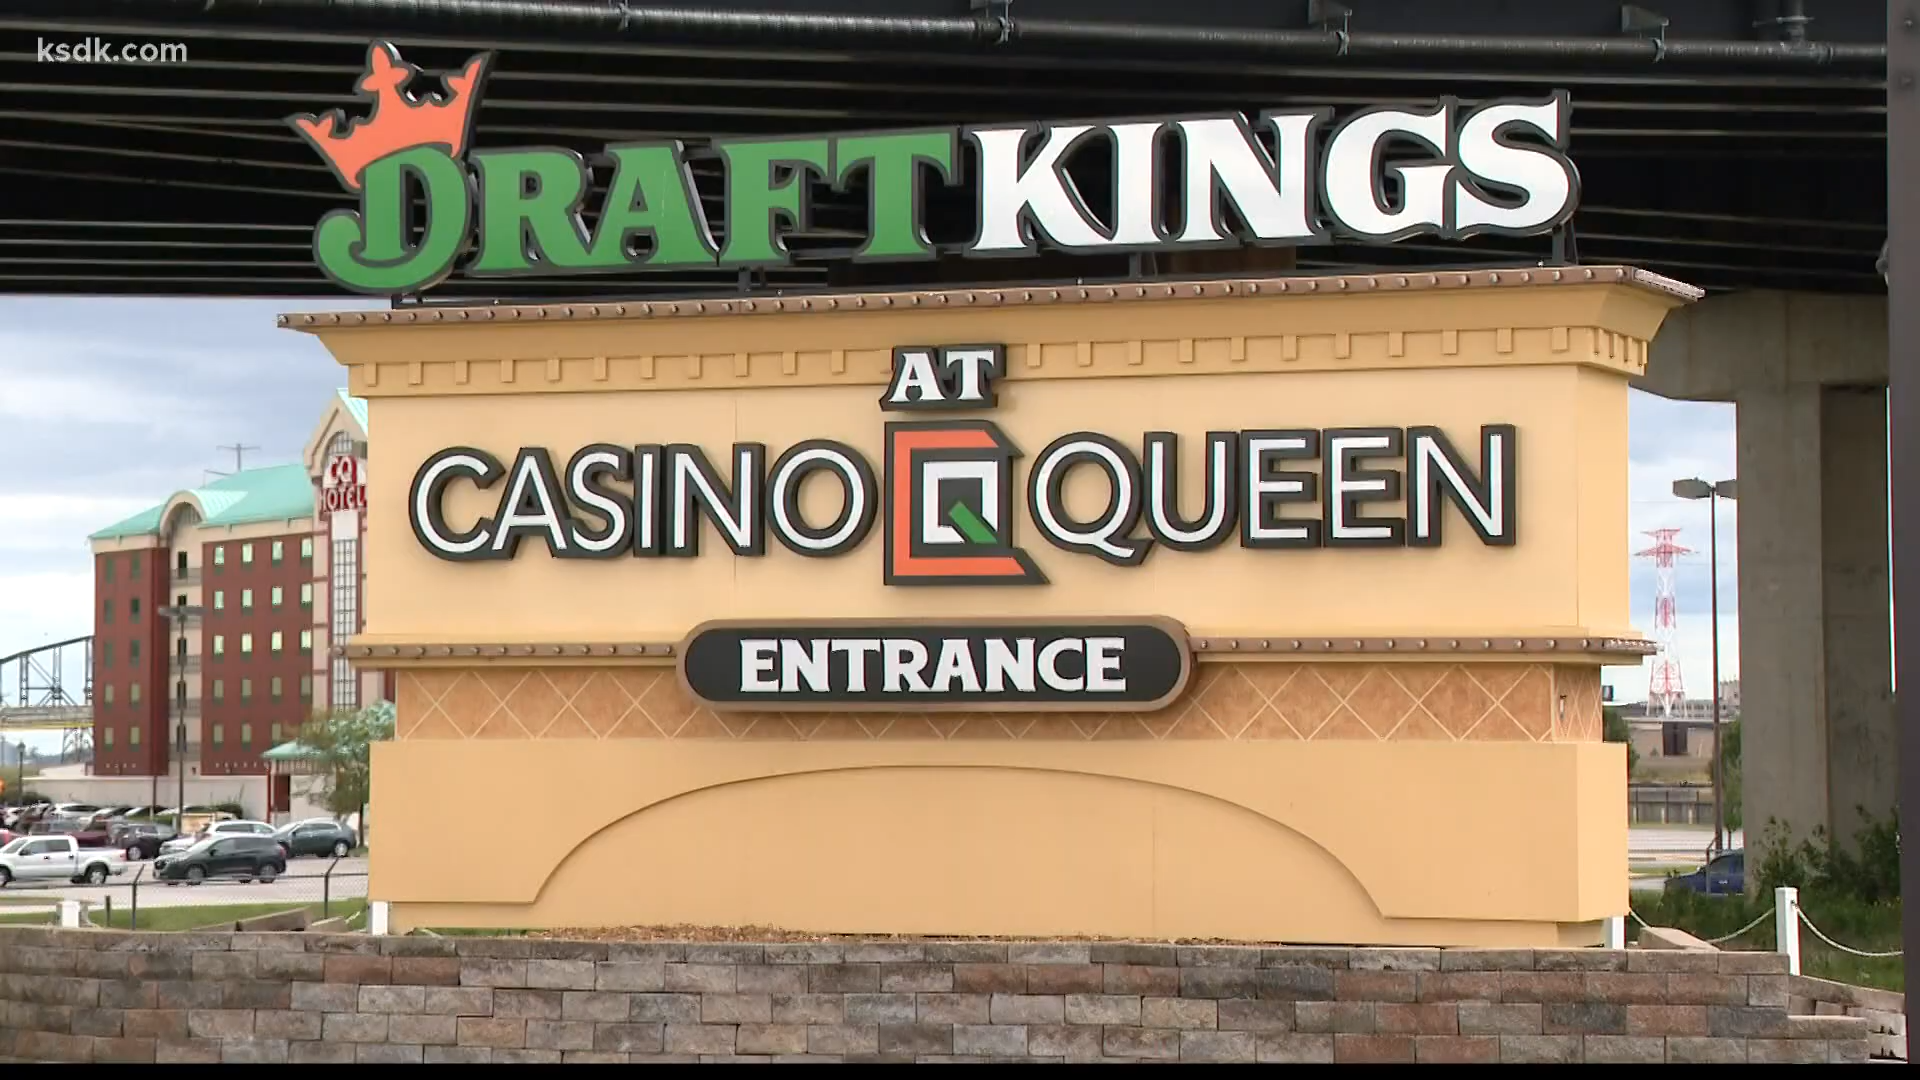 ksdk.com
DRAFTKINGS
AT
CASINO Q QUEEN
CQ
HOTEL
ENTRANCE